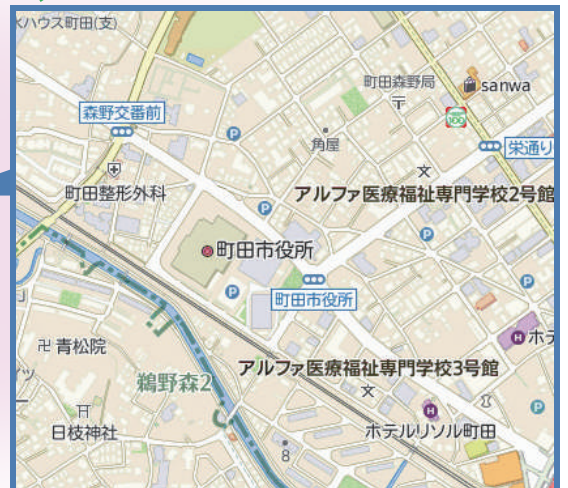 ハウス町田(支)
町田森野局
sanwa
森野交番前
角屋
栄通り
町田整形外科
アルファ医療福祉専門学校2号館
町田市役所
町田市役所
ホテ
卍 青松院
アルファ医療福祉専門学校3号館
鵜野森2
日枝神社
ホテルリソル町田
8